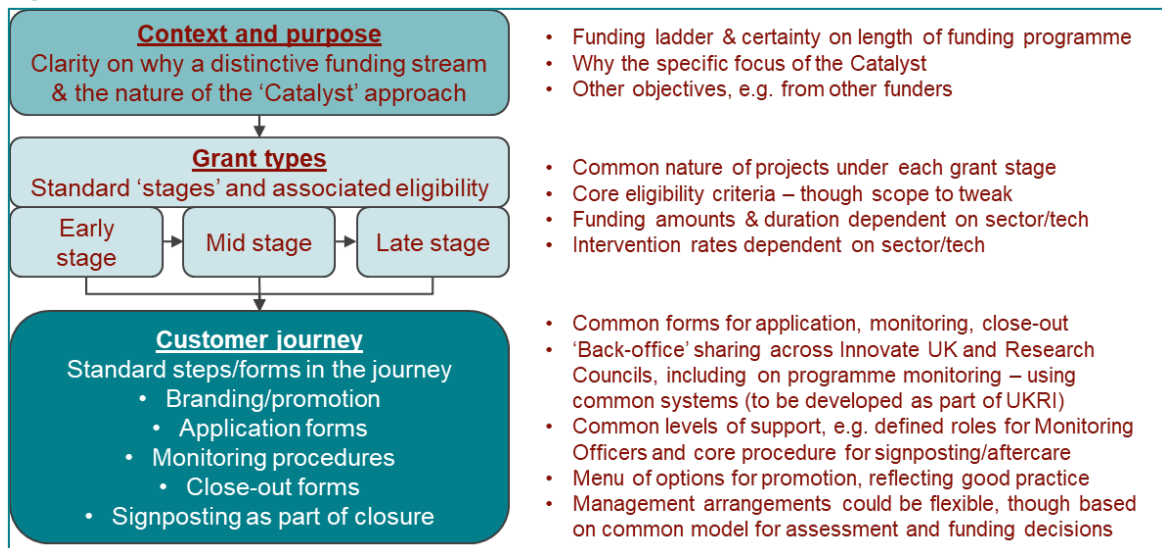 Context and purpose
Clarity on why a distinctive funding stream
& the nature of the ‘Catalyst’ approach
• Funding ladder & certainty on length of funding programme
• Why the specific focus of the Catalyst
• Other objectives, e.g. from other funders
Grant types
Standard ‘stages’ and associated eligibility
Early
stage
Mid stage
Late stage
• Common nature of projects under each grant stage
• Core eligibility criteria – though scope to tweak
• Funding amounts & duration dependent on sector/tech
• Intervention rates dependent on sector/tech
Customer journey
Standard steps/forms in the journey
• Branding/promotion
• Application forms
• Monitoring procedures
• Close-out forms
• Signposting as part of closure
• Common forms for application, monitoring, close-out
• ‘Back-office’ sharing across Innovate UK and Research
Councils, including on programme monitoring – using
common systems (to be developed as part of UKRI)
• Common levels of support, e.g. defined roles for Monitoring
Officers and core procedure for signposting/aftercare
• Menu of options for promotion, reflecting good practice
• Management arrangements could be flexible, though based
on common model for assessment and funding decisions